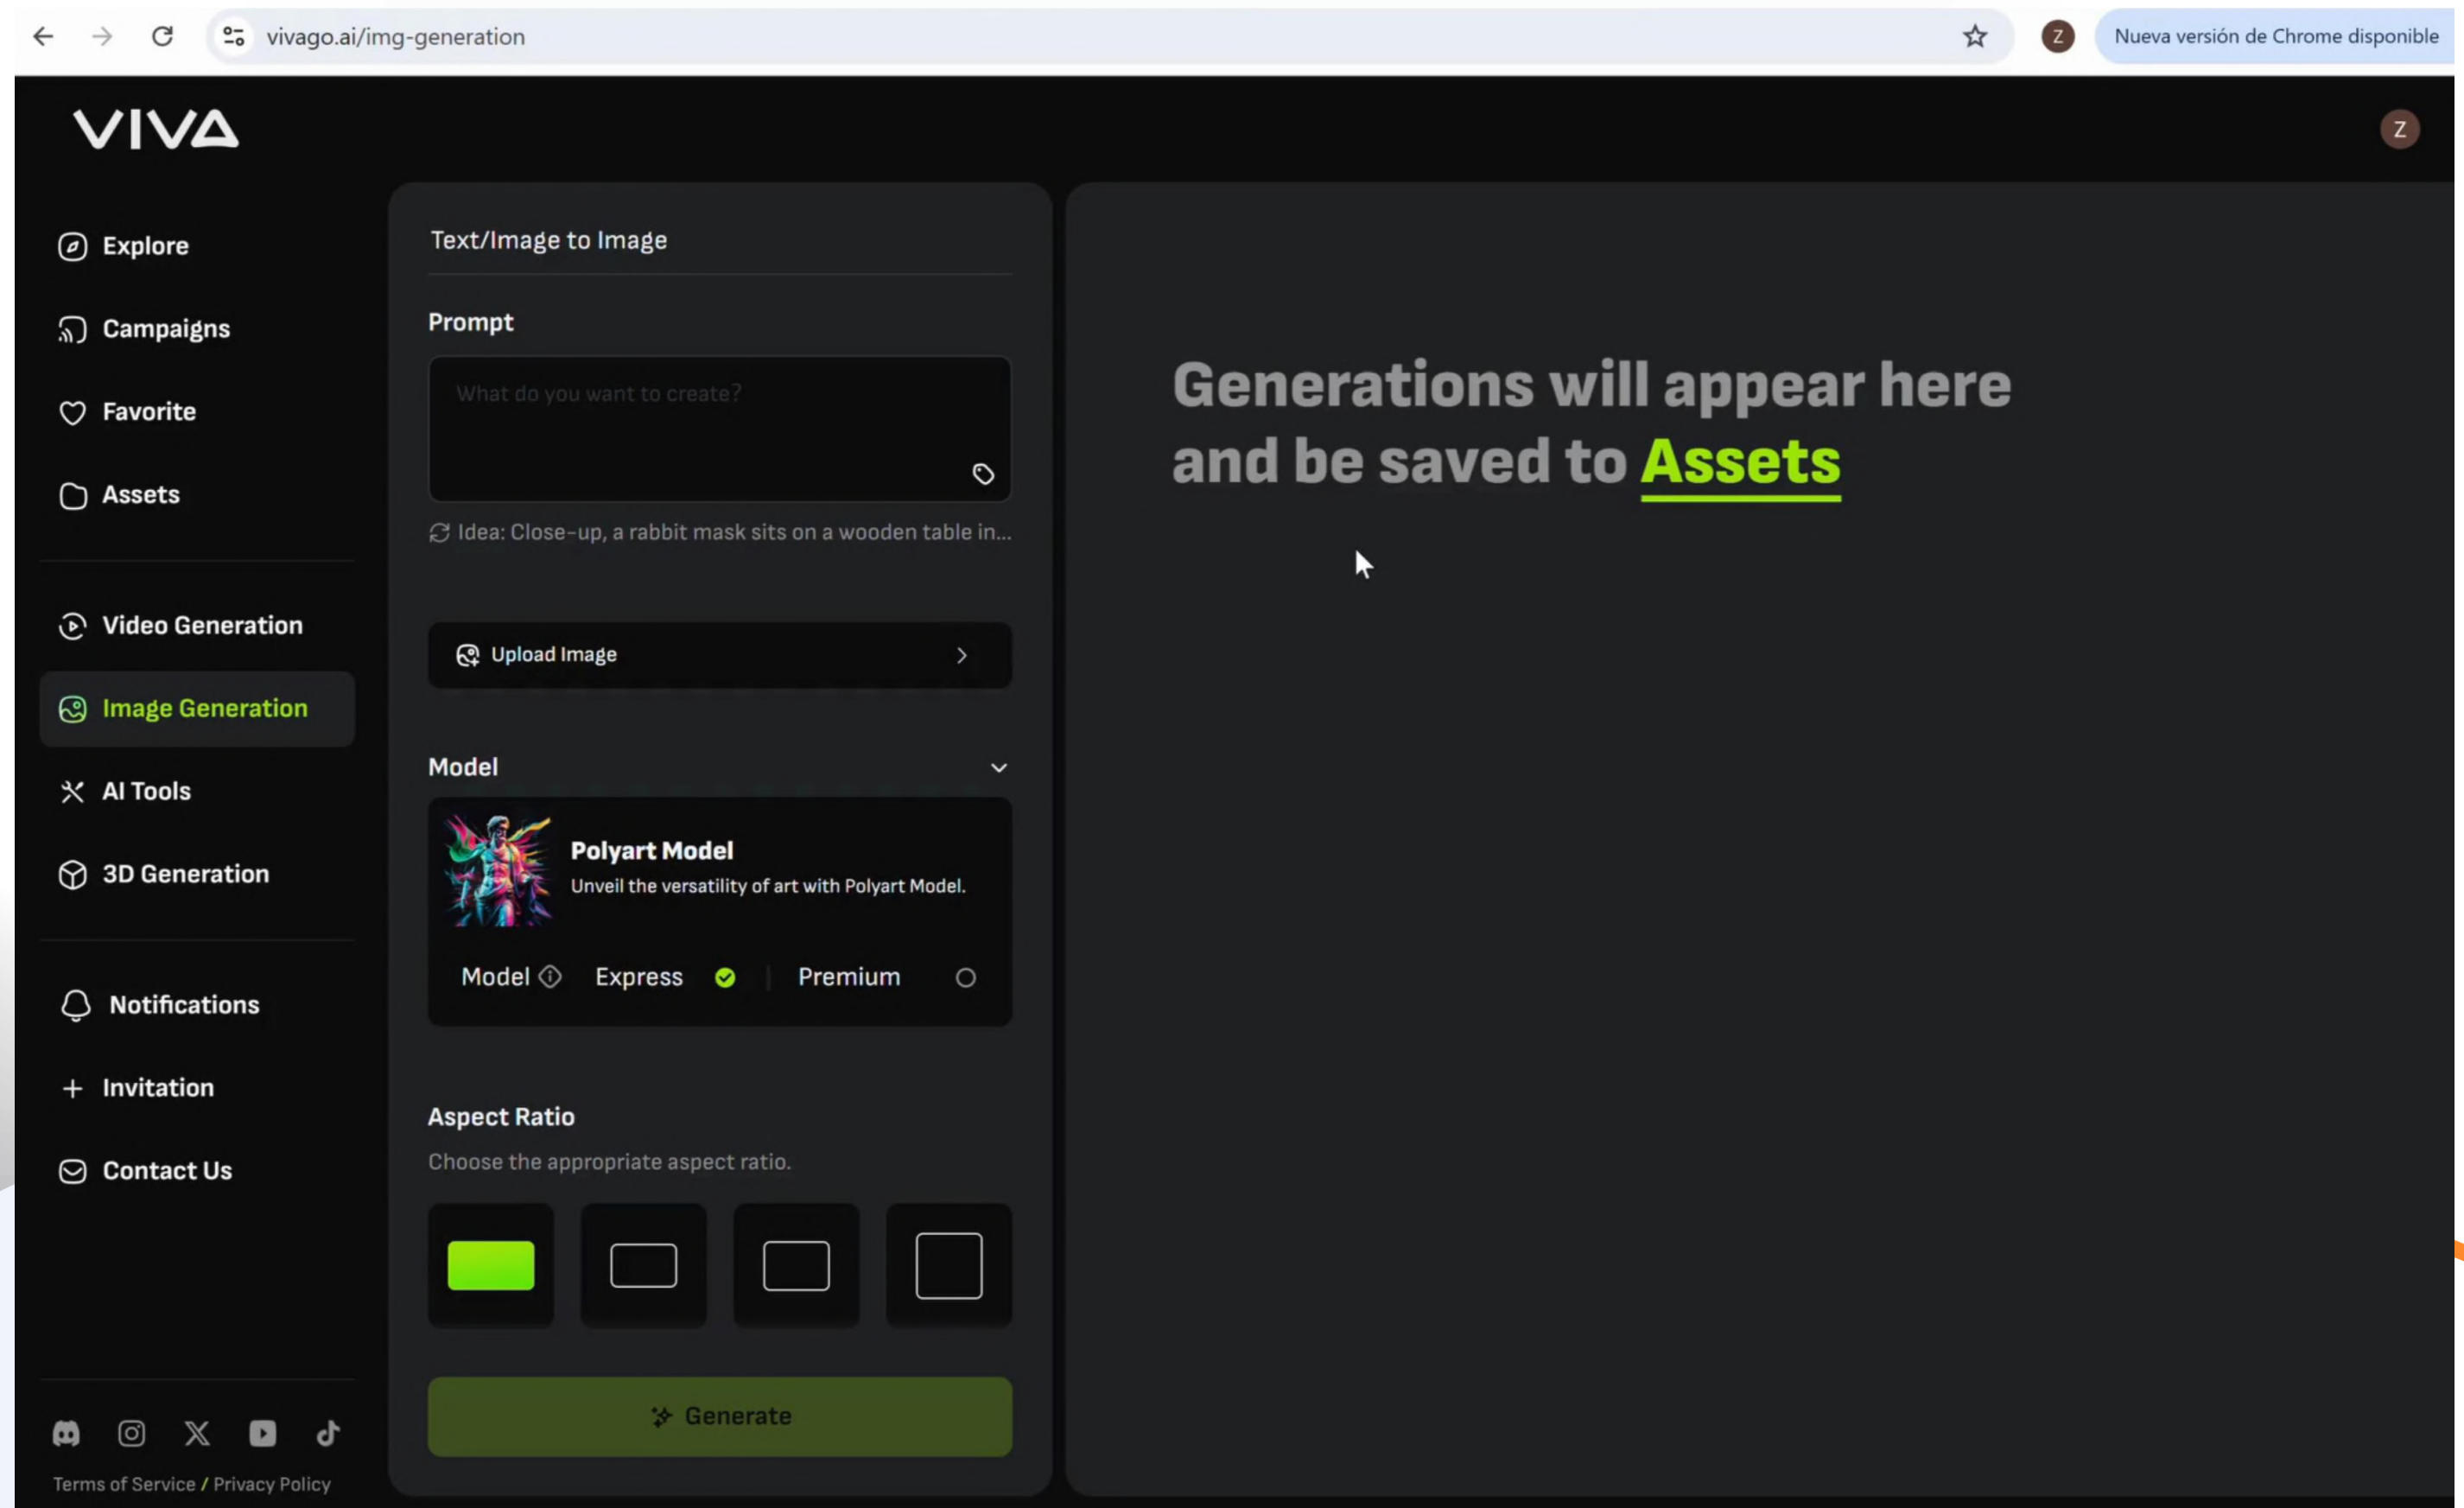 vivago.ai/img-generation
Z
Nueva versión de Chrome disponible
VIVA
Z
Explore
Campaigns
Favorite
Assets
Video Generation
Image Generation
AI Tools
3D Generation
Notifications
Invitation
Contact Us
Terms of Service / Privacy Policy
Text/Image to Image
Prompt
What do you want to create?
Idea: Close-up, a rabbit mask sits on a wooden table in...
Upload Image
Model
Polyart Model
Unveil the versatility of art with Polyart Model.
Model Express Premium
Aspect Ratio
Choose the appropriate aspect ratio.
Generate
Generations will appear here
and be saved to Assets